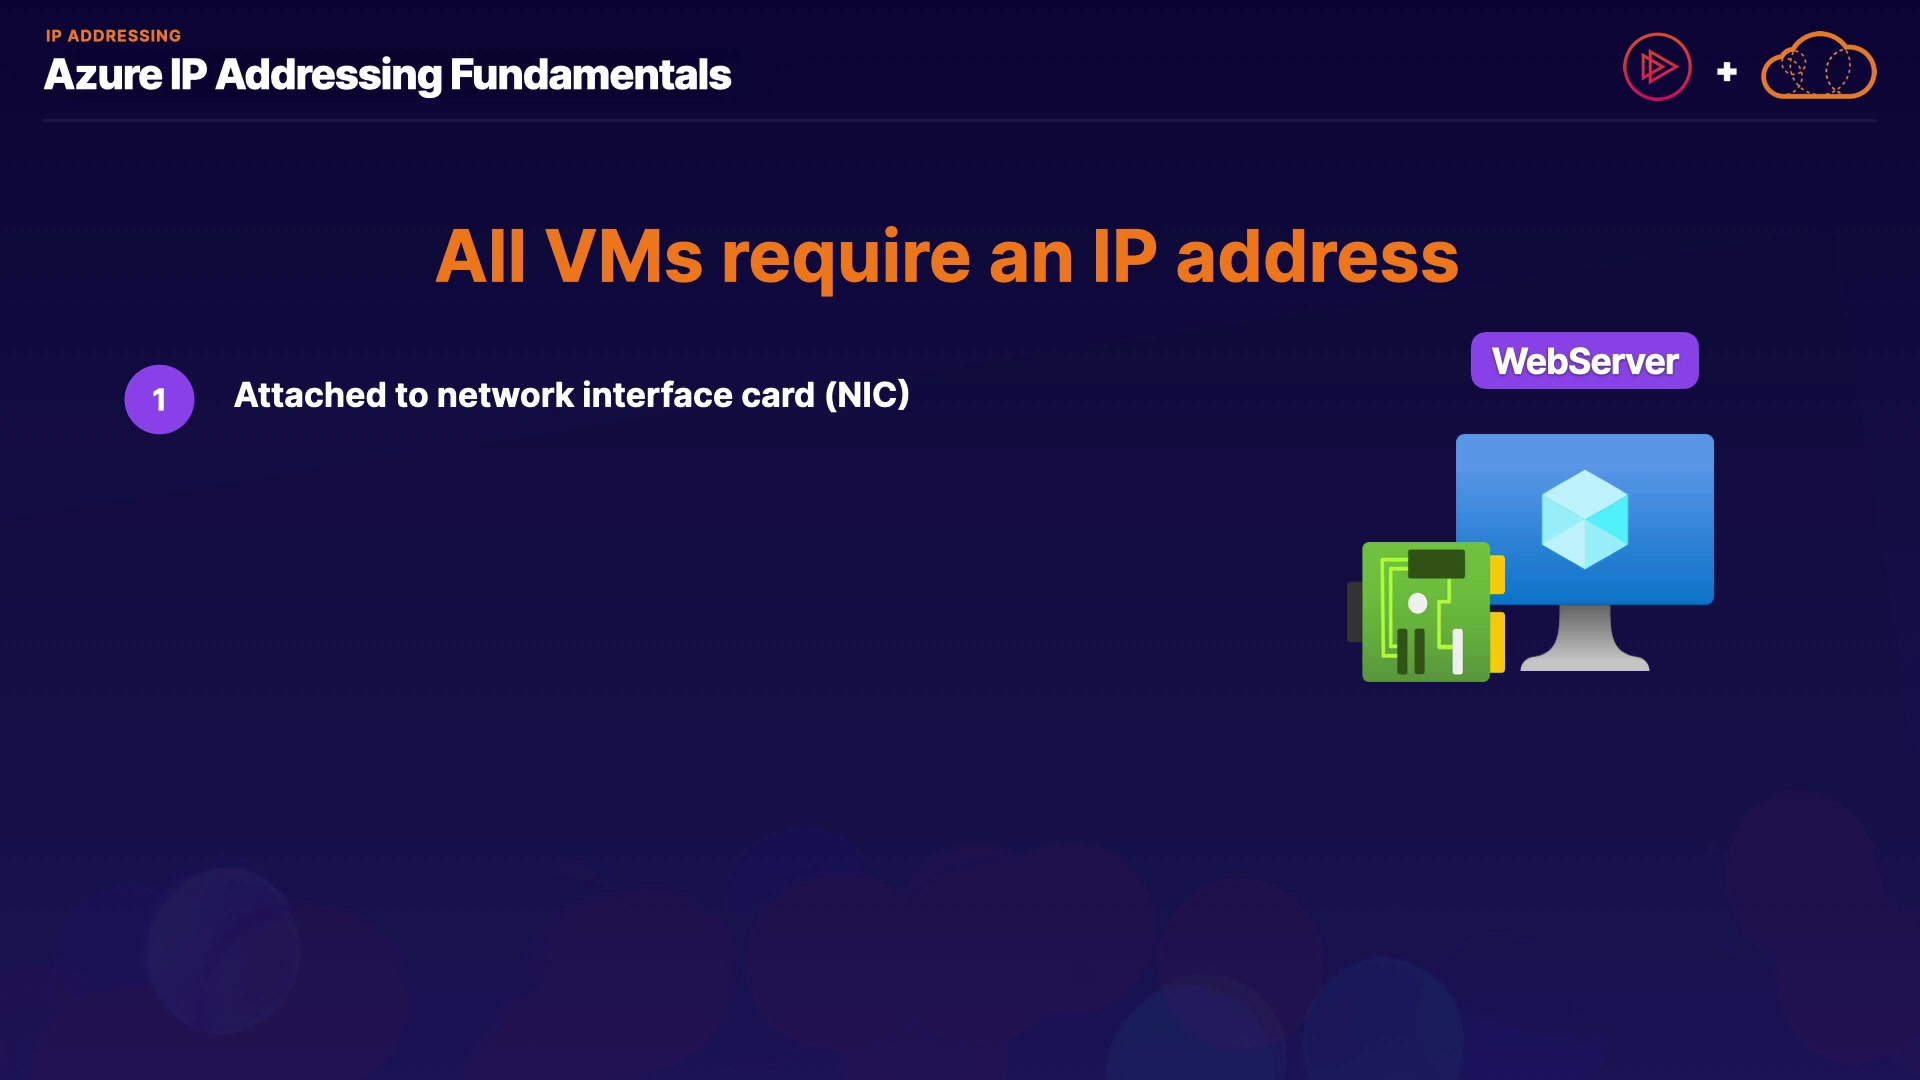 IP ADDRESSING
Azure IP Addressing Fundamentals
+
All VMs require an IP address
WebServer
1
Attached to network interface card (NIC)